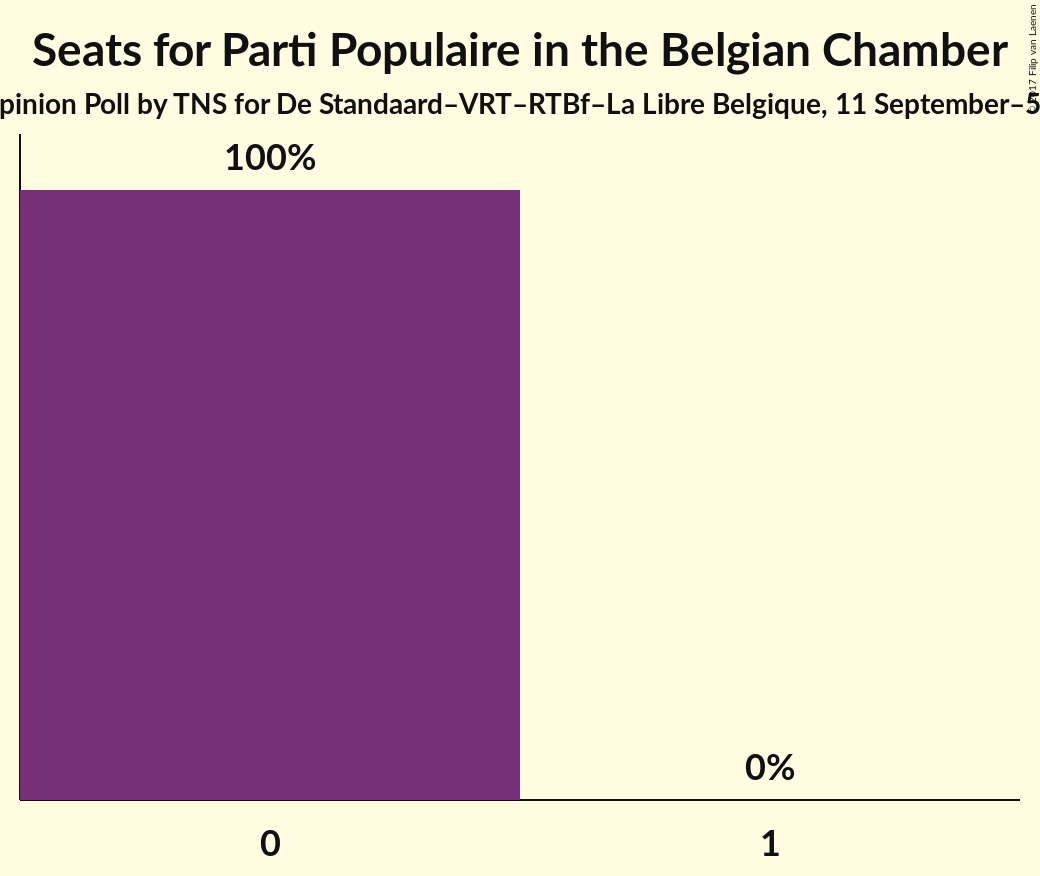 Seats for Parti Populaire in the Belgian Chamber
pinion Poll by TNS for De Standaard–VRT–RTBf–La Libre Belgique, 11 September–5
© 2017 Filip van Laenen
100%
0%
0 1